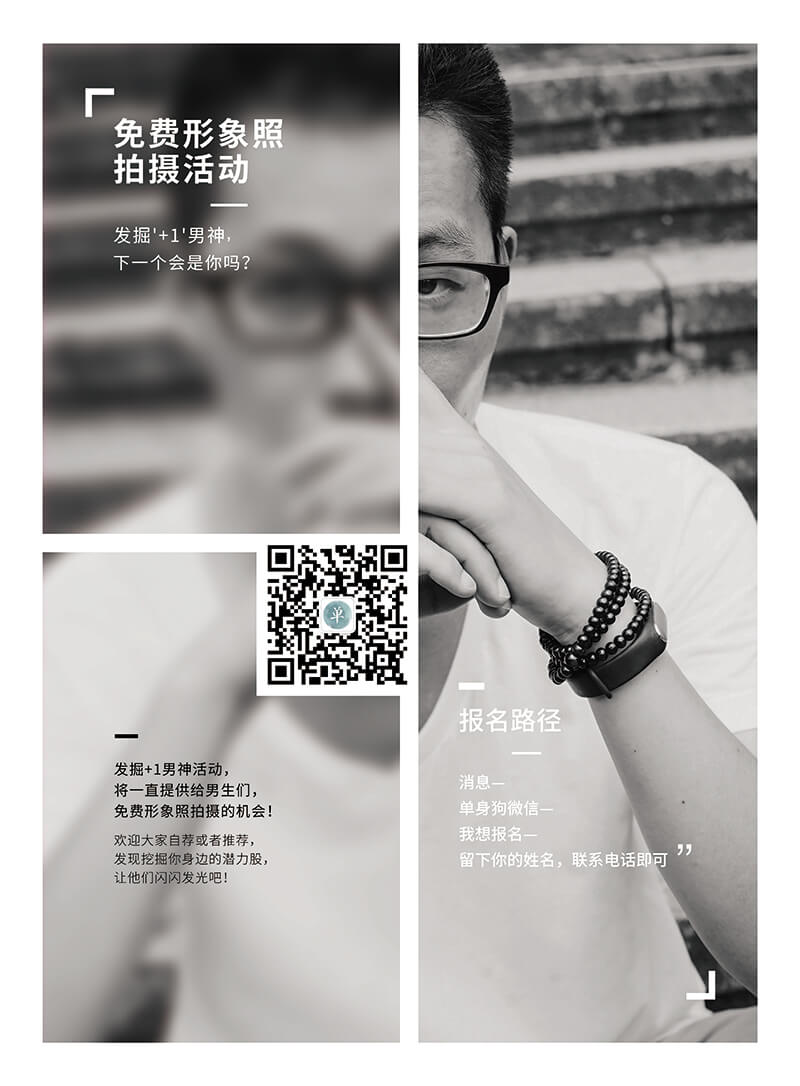 免费形象照
拍摄活动
发掘'+1'男神，
下一个会是你吗？
单
发掘+1男神活动，
将一直提供给男生们，
免费形象照拍摄的机会！
欢迎大家自荐或者推荐，
发现挖掘你身边的潜力股，
让他们闪闪发光吧！
报名路径
消息—
单身狗微信—
我想报名—
留下你的姓名，联系电话即可 ”